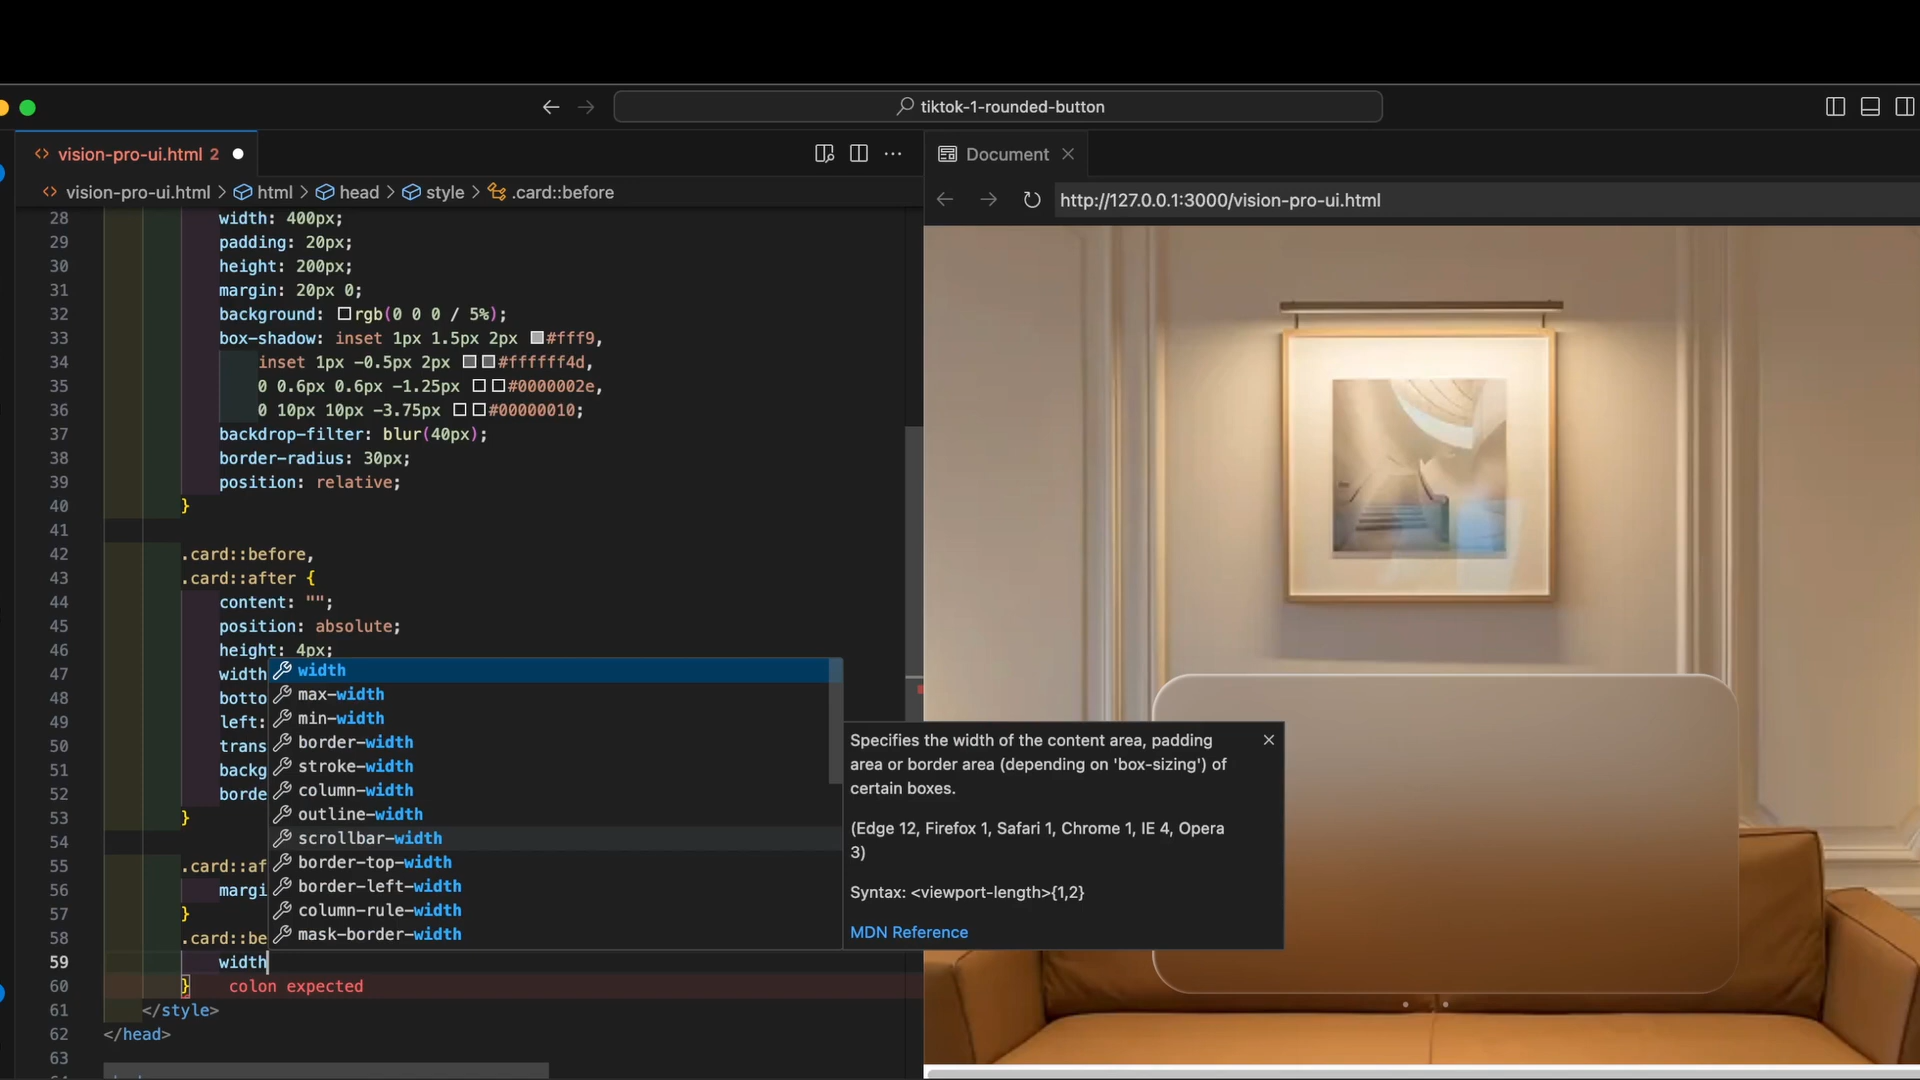 tiktok-1-rounded-button
vision-pro-ui.html 2
Document
vision-pro-ui.html > html > head > style > .card::before
http://127.0.0.1:3000/vision-pro-ui.html
28 width: 400px;
29 padding: 20px;
30 height: 200px;
31 margin: 20px 0;
32 background: rgb(0 0 0 / 5%);
33 box-shadow: inset 1px 1.5px 2px #fff9,
34 inset 1px -0.5px 2px #ffffff4d,
35 0 0.6px 0.6px -1.25px #0000002e,
36 0 10px 10px -3.75px #00000010;
37 backdrop-filter: blur(40px);
38 border-radius: 30px;
39 position: relative;
40 }
41
42 .card::before,
43 .card::after {
44 content: "";
45 position: absolute;
46 height: 4px;
47 width
48 botto
49 left:
50 trans
51 backg
52 borde
53 }
54
55 .card::af
56 margi
57 }
58 .card::be
59 width
60 } colon expected
61 </style>
62 </head>
63
width
max-width
min-width
border-width
stroke-width
column-width
outline-width
scrollbar-width
border-top-width
border-left-width
column-rule-width
mask-border-width
Specifies the width of the content area, padding
area or border area (depending on 'box-sizing') of
certain boxes.
(Edge 12, Firefox 1, Safari 1, Chrome 1, IE 4, Opera
3)
Syntax: <viewport-length>{1,2}
MDN Reference